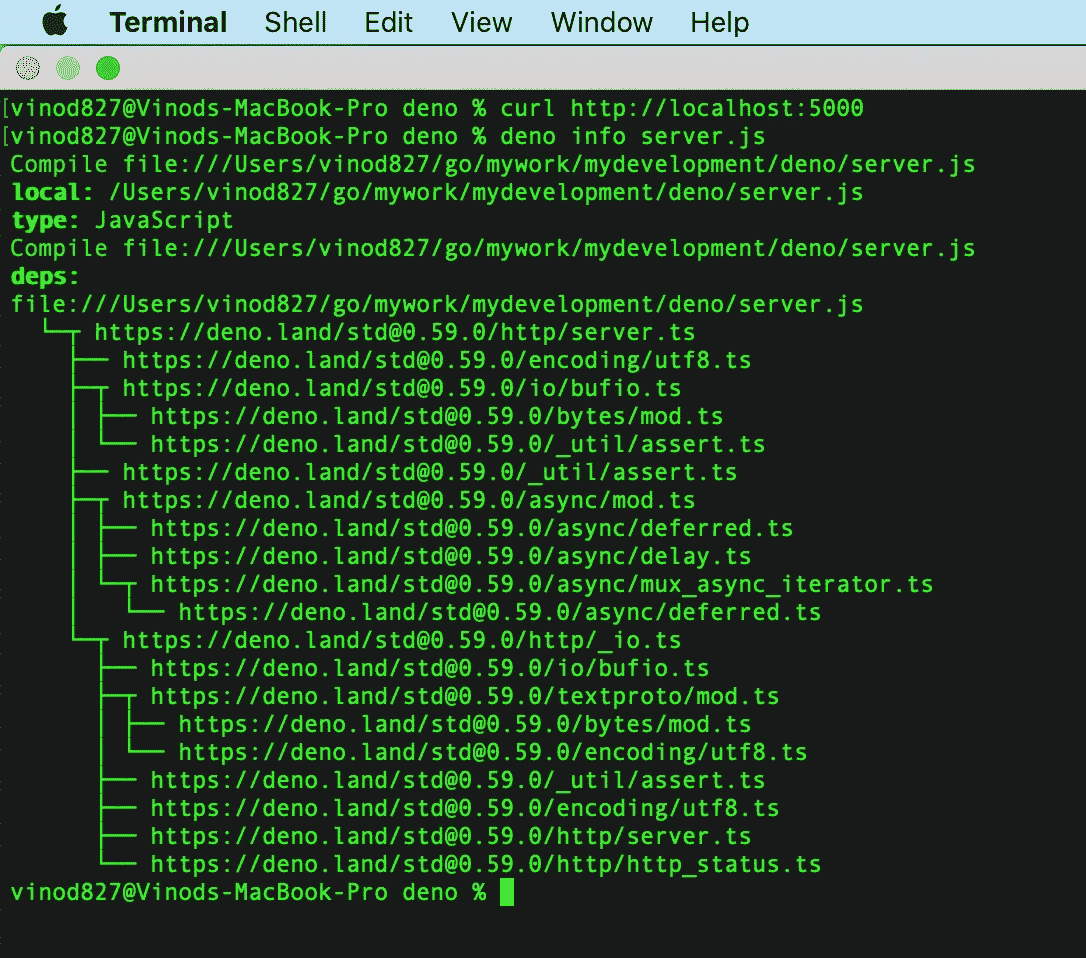 Terminal Shell Edit View Window Help
[vinod827@Vinods-MacBook-Pro deno % curl http://localhost:5000
[vinod827@Vinods-MacBook-Pro deno % deno info server.js
Compile file:///Users/vinod827/go/mywork/mydevelopment/deno/server.js
local: /Users/vinod827/go/mywork/mydevelopment/deno/server.js
type: JavaScript
Compile file:///Users/vinod827/go/mywork/mydevelopment/deno/server.js
deps:
file:///Users/vinod827/go/mywork/mydevelopment/deno/server.js
└─┬ https://deno.land/std@0.59.0/http/server.ts
├── https://deno.land/std@0.59.0/encoding/utf8.ts
├─┬ https://deno.land/std@0.59.0/io/bufio.ts
│ ├── https://deno.land/std@0.59.0/bytes/mod.ts
│ └── https://deno.land/std@0.59.0/_util/assert.ts
├── https://deno.land/std@0.59.0/_util/assert.ts
├─┬ https://deno.land/std@0.59.0/async/mod.ts
│ ├── https://deno.land/std@0.59.0/async/deferred.ts
│ ├── https://deno.land/std@0.59.0/async/delay.ts
│ └─┬ https://deno.land/std@0.59.0/async/mux_async_iterator.ts
│   └── https://deno.land/std@0.59.0/async/deferred.ts
└─┬ https://deno.land/std@0.59.0/http/_io.ts
  ├── https://deno.land/std@0.59.0/io/bufio.ts
  ├─┬ https://deno.land/std@0.59.0/textproto/mod.ts
  │ ├── https://deno.land/std@0.59.0/bytes/mod.ts
  │ └── https://deno.land/std@0.59.0/encoding/utf8.ts
  ├── https://deno.land/std@0.59.0/_util/assert.ts
  ├── https://deno.land/std@0.59.0/encoding/utf8.ts
  ├── https://deno.land/std@0.59.0/http/server.ts
  └── https://deno.land/std@0.59.0/http/http_status.ts
vinod827@Vinods-MacBook-Pro deno %